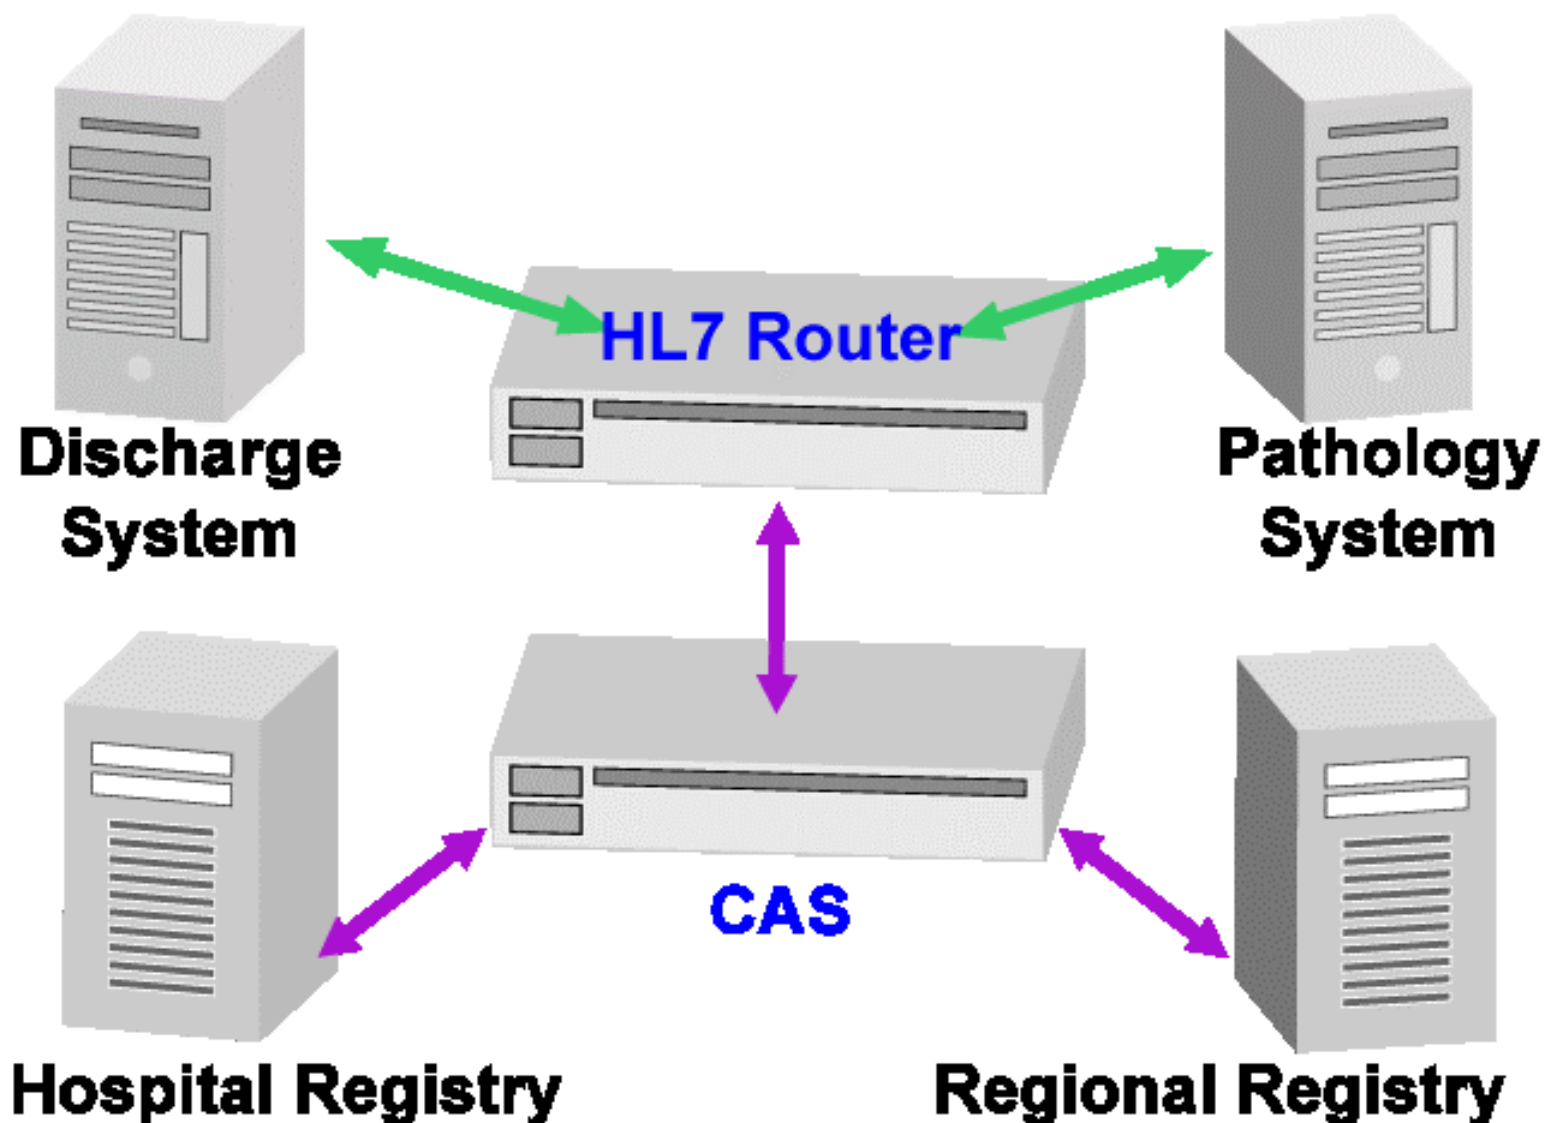 HL7 Router
Discharge
System
Pathology
System
CAS
Hospital Registry
Regional Registry